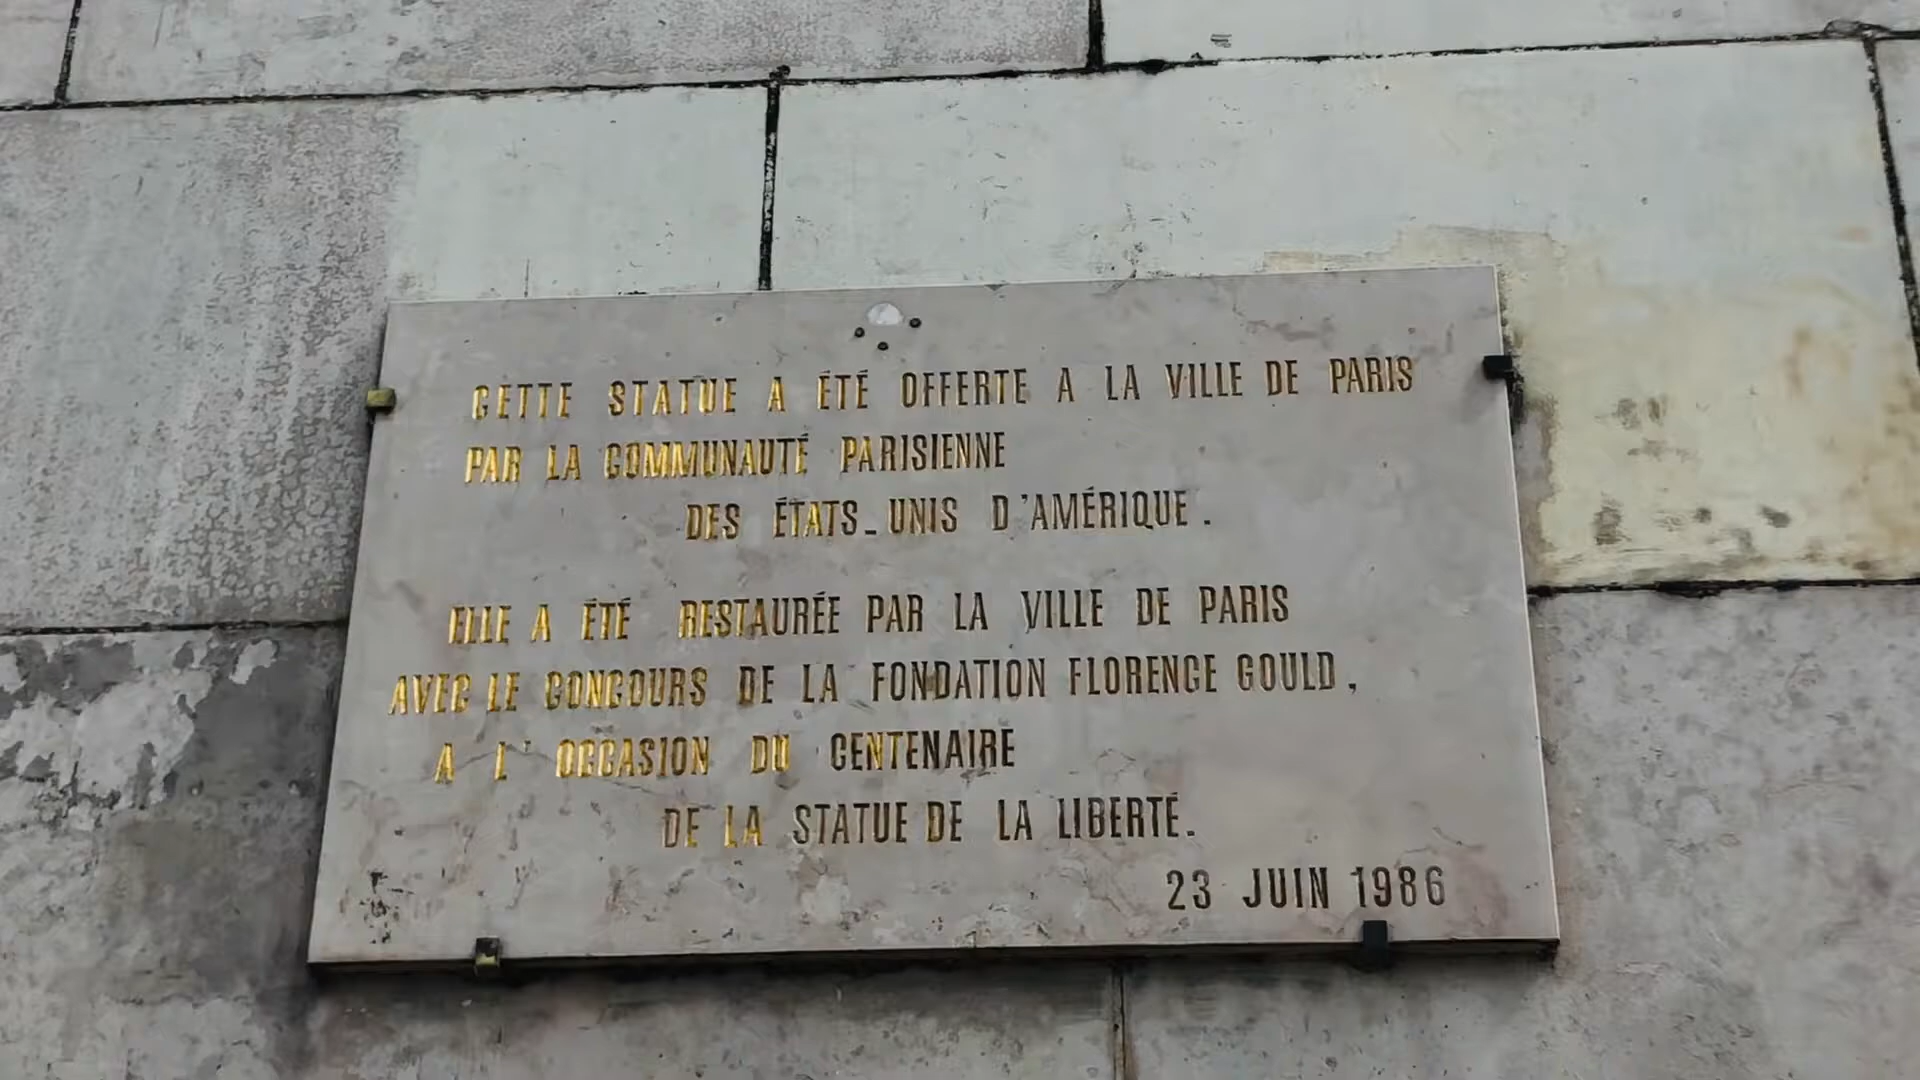 CETTE STATUE A ÉTÉ OFFERTE A LA VILLE DE PARIS
PAR LA COMMUNAUTÉ PARISIENNE
DES ÉTATS-UNIS D'AMÉRIQUE.
ELLE A ÉTÉ RESTAURÉE PAR LA VILLE DE PARIS
AVEC LE CONCOURS DE LA FONDATION FLORENCE GOULD,
A L'OCCASION DU CENTENAIRE
DE LA STATUE DE LA LIBERTÉ.
23 JUIN 1986